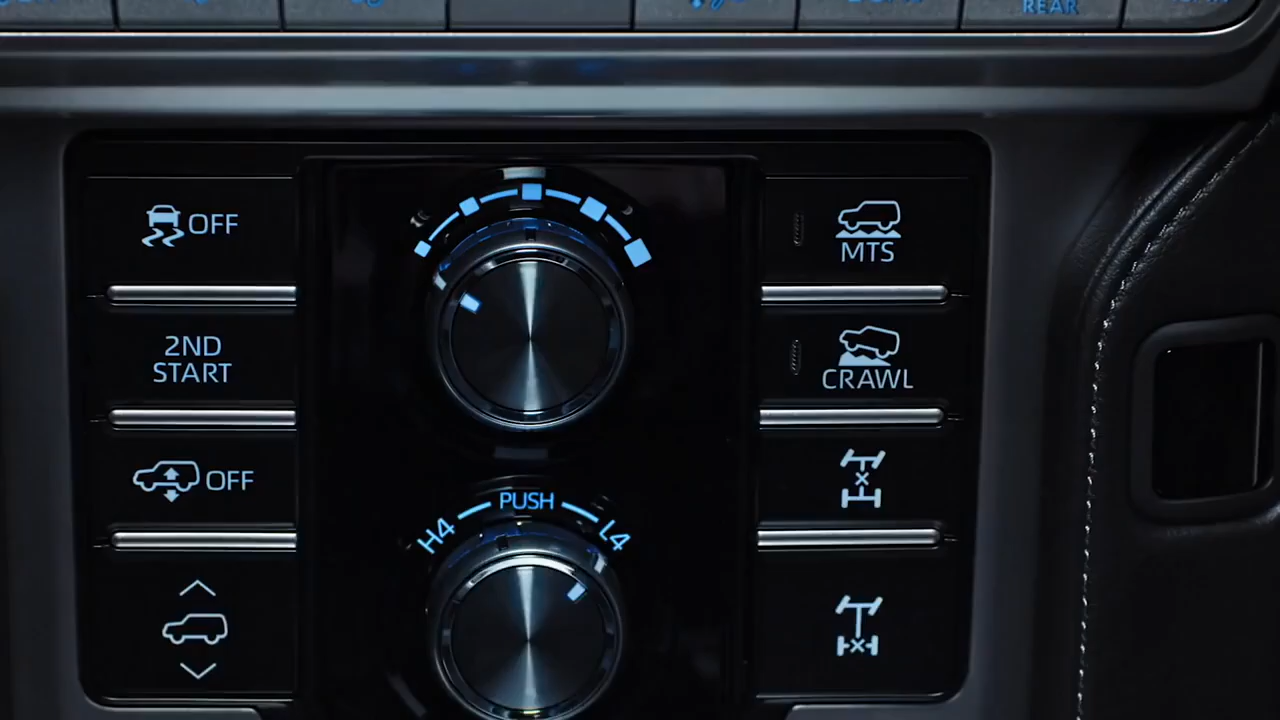 REAR
OFF
MTS
2ND
START
CRAWL
OFF
PUSH
H4
L4